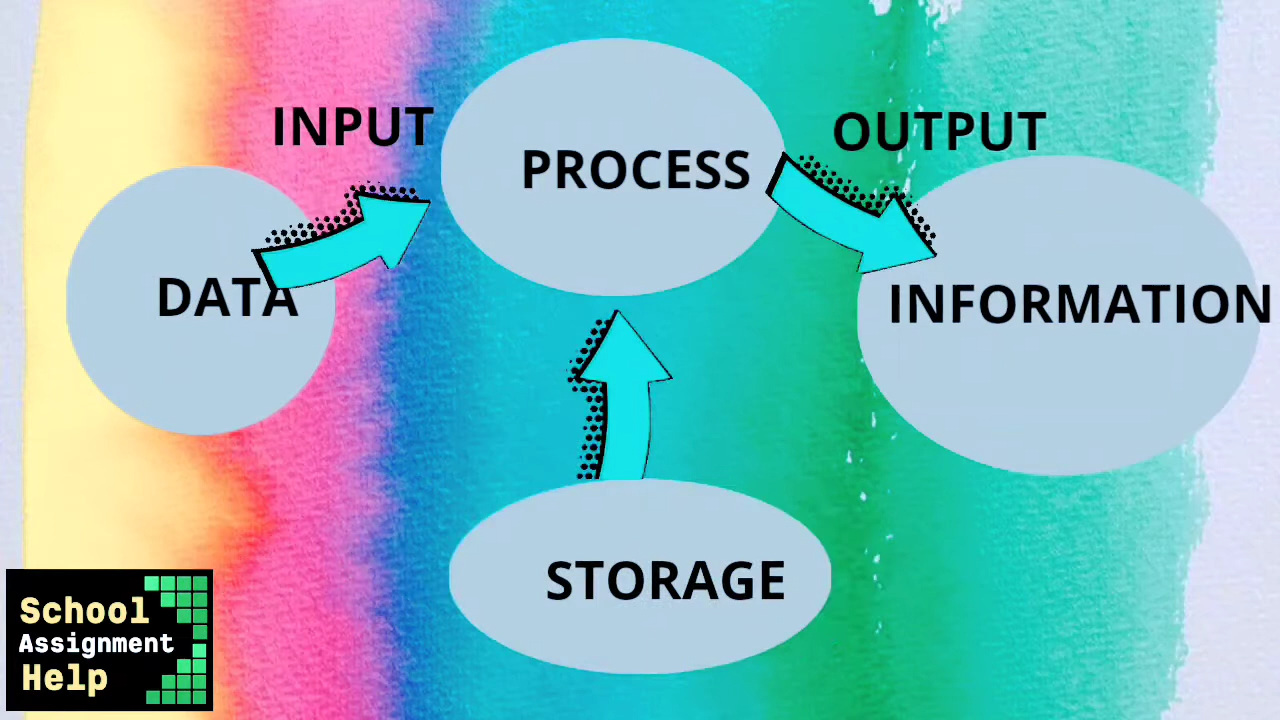 INPUT
PROCESS
OUTPUT
DATA
INFORMATION
STORAGE
School
Assignment
Help